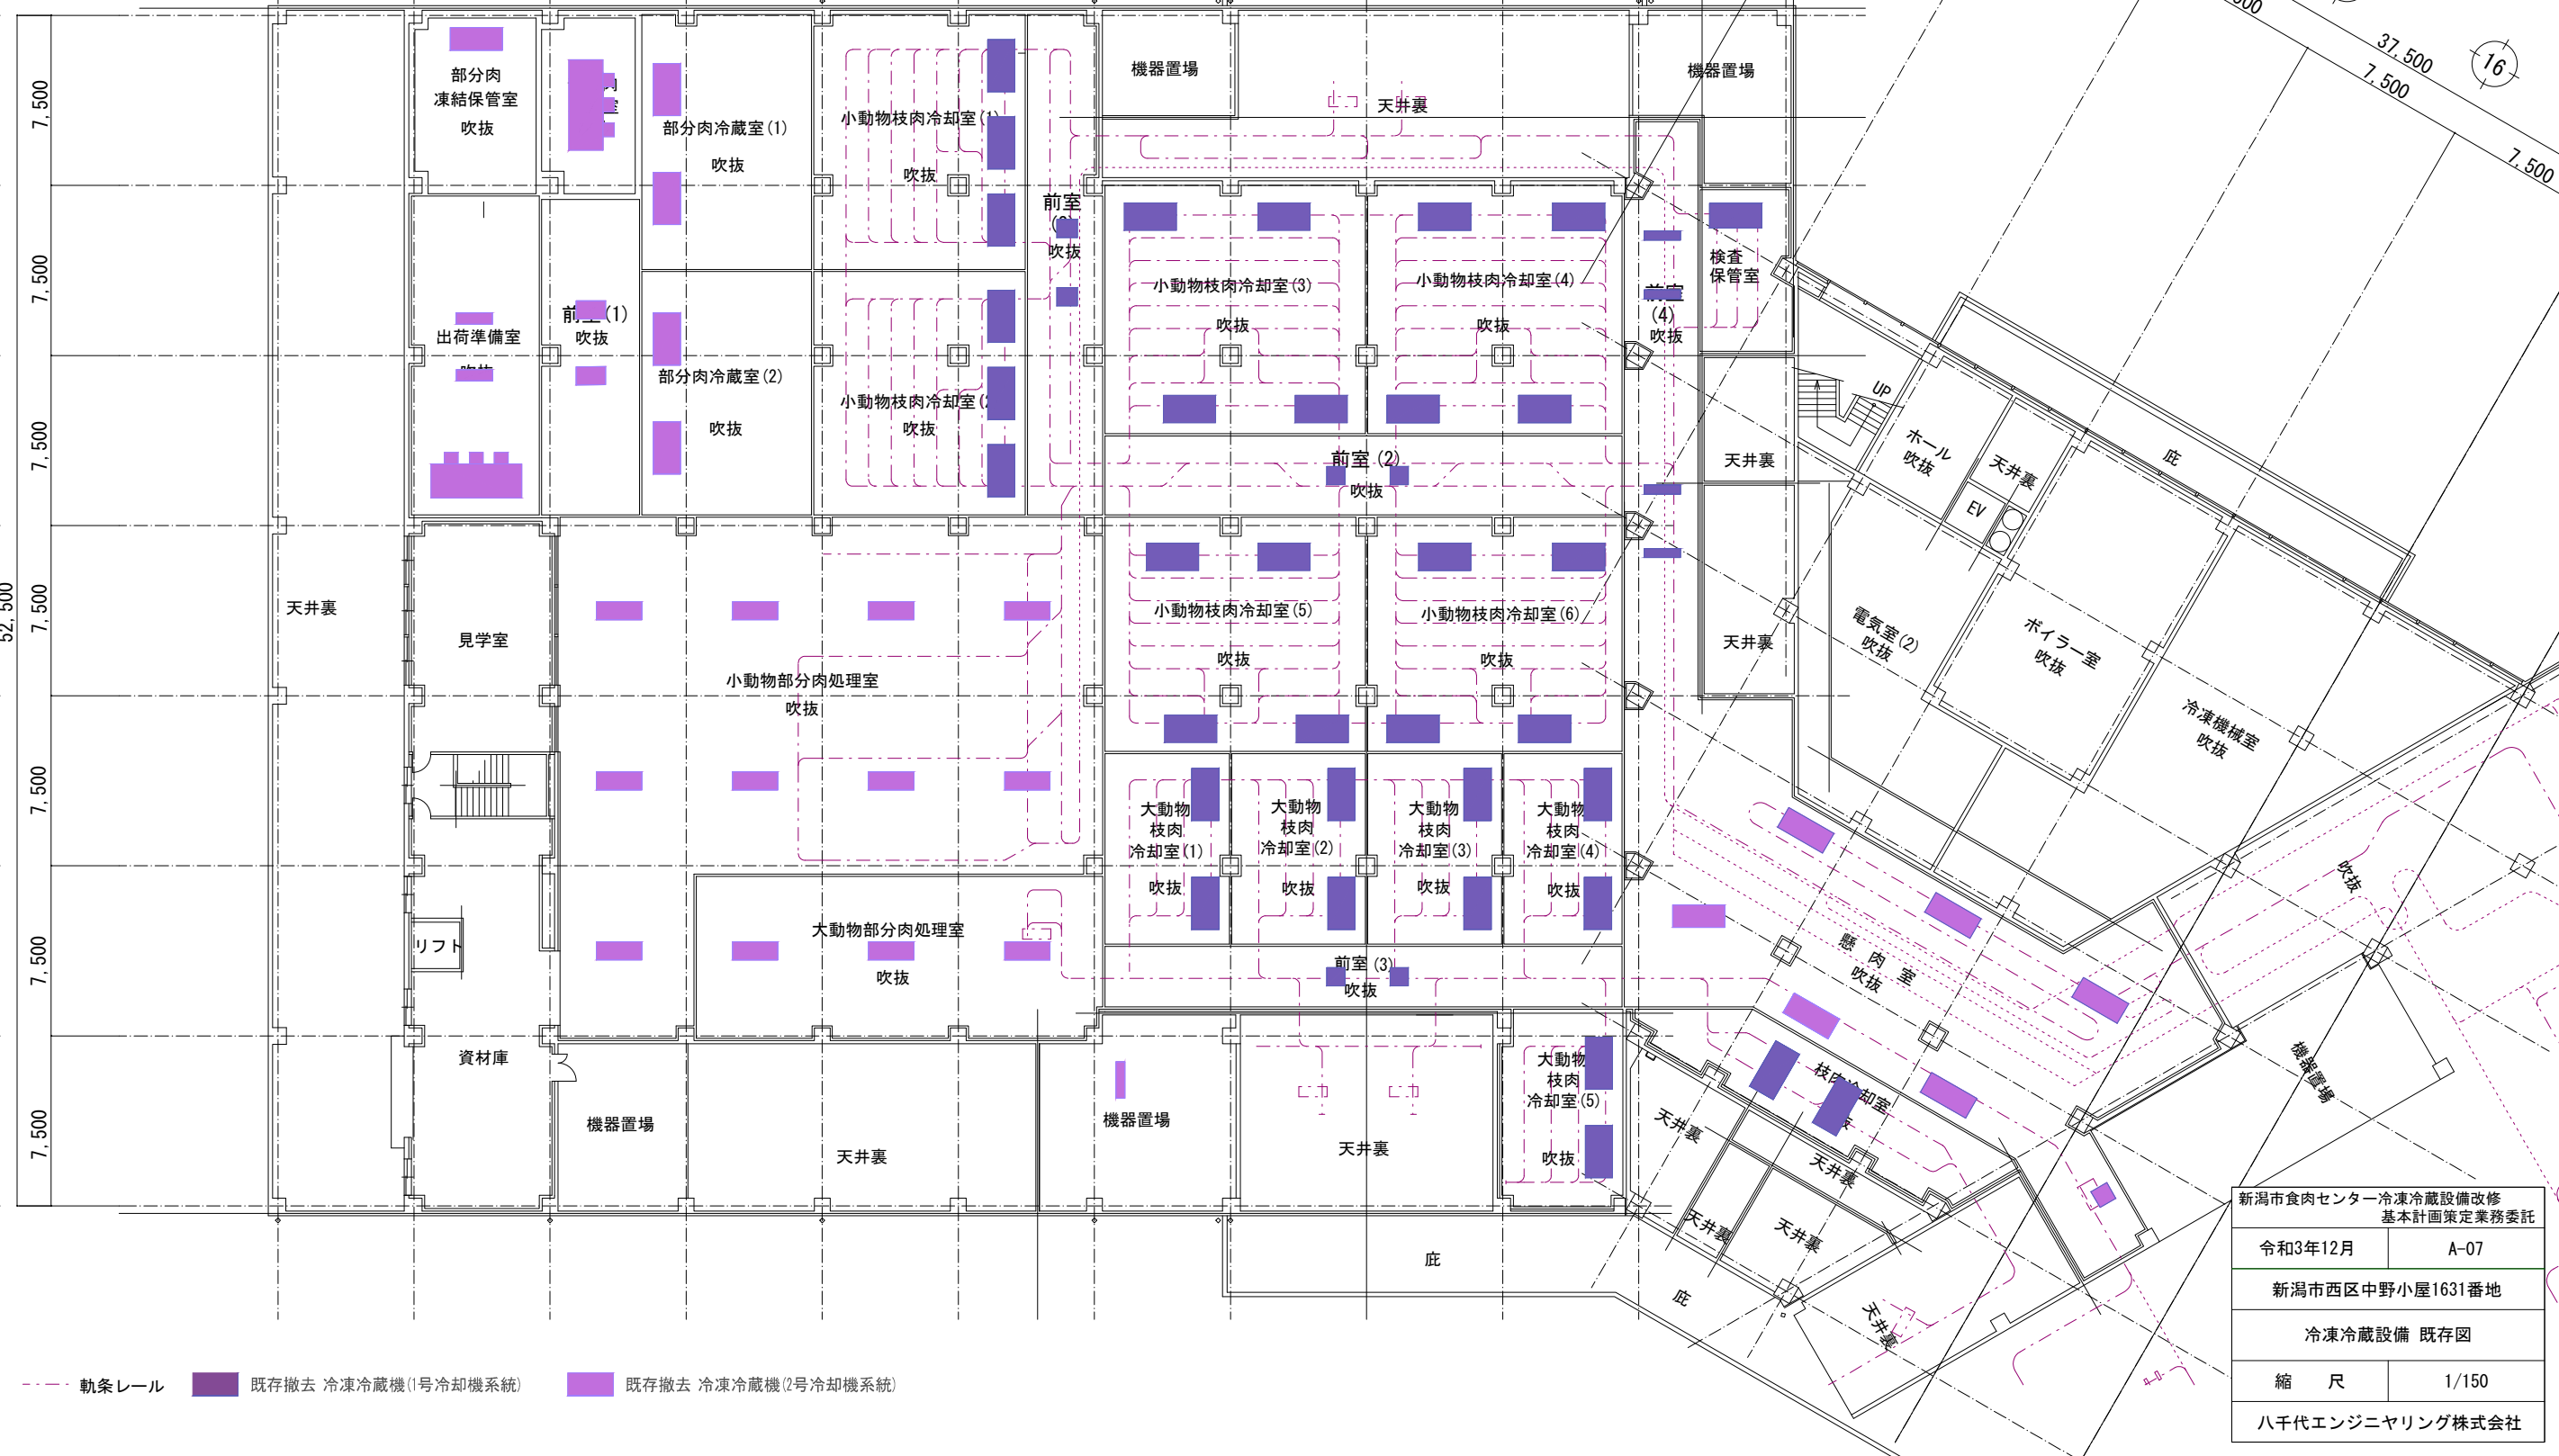 7,500
7,500
7,500
7,500
7,500
7,500
7,500
52,500
37,500
7,500
7,500
16
部分肉
凍結保管室
吹抜
部分肉冷蔵室(1)
吹抜
小動物枝肉冷却室(1)
吹抜
前室
吹抜
機器置場
天井裏
機器置場
出荷準備室
吹抜
前室(1)
吹抜
部分肉冷蔵室(2)
吹抜
小動物枝肉冷却室(2)
吹抜
小動物枝肉冷却室(3)
吹抜
小動物枝肉冷却室(4)
吹抜
前室
(4)
吹抜
検査
保管室
前室(2)
吹抜
天井裏
天井裏
UP
ホール
吹抜
天井裏
EV
庇
電気室(2)
吹抜
ボイラー室
吹抜
冷凍機械室
吹抜
天井裏
見学室
小動物部分肉処理室
吹抜
小動物枝肉冷却室(5)
吹抜
小動物枝肉冷却室(6)
吹抜
大動物
枝肉
冷却室(1)
吹抜
大動物
枝肉
冷却室(2)
吹抜
大動物
枝肉
冷却室(3)
吹抜
大動物
枝肉
冷却室(4)
吹抜
吹抜
リフト
大動物部分肉処理室
吹抜
前室(3)
吹抜
懸 肉 室
吹抜
機器置場
資材庫
機器置場
天井裏
機器置場
天井裏
大動物
枝肉
冷却室(5)
吹抜
枝肉冷却室
天井裏
天井裏
天井裏
天井裏
天井裏
庇
庇
軌条レール
既存撤去 冷凍冷蔵機(1号冷却機系統)
既存撤去 冷凍冷蔵機(2号冷却機系統)
新潟市食肉センター冷凍冷蔵設備改修
基本計画策定業務委託
令和3年12月 A-07
新潟市西区中野小屋1631番地
冷凍冷蔵設備 既存図
縮 尺 1/150
八千代エンジニヤリング株式会社